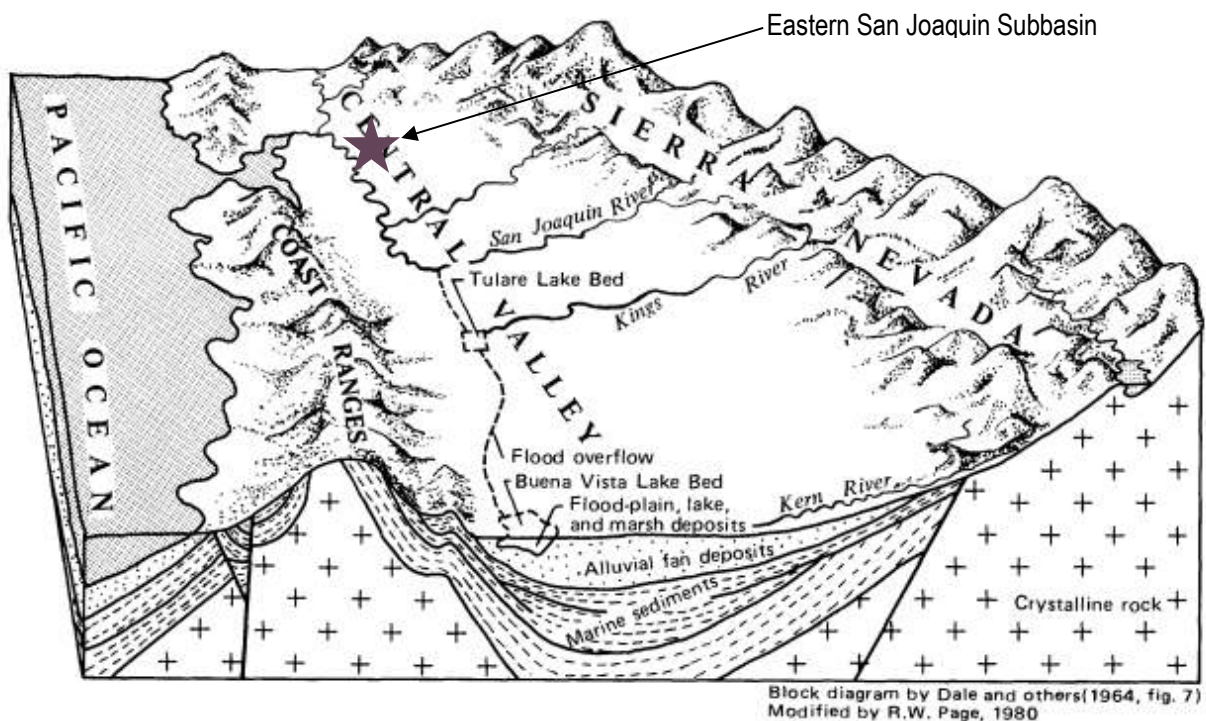 Eastern San Joaquin Subbasin
PACIFIC OCEAN
CENTRAL VALLEY
SIERRA NEVADA
COAST RANGES
San Joaquin River
Tulare Lake Bed
Kings River
Flood overflow
Buena Vista Lake Bed
Flood-plain, lake,
and marsh deposits
Kern River
Alluvial fan deposits
Marine sediments
Crystalline rock
Block diagram by Dale and others(1964, fig. 7)
Modified by R.W. Page, 1980